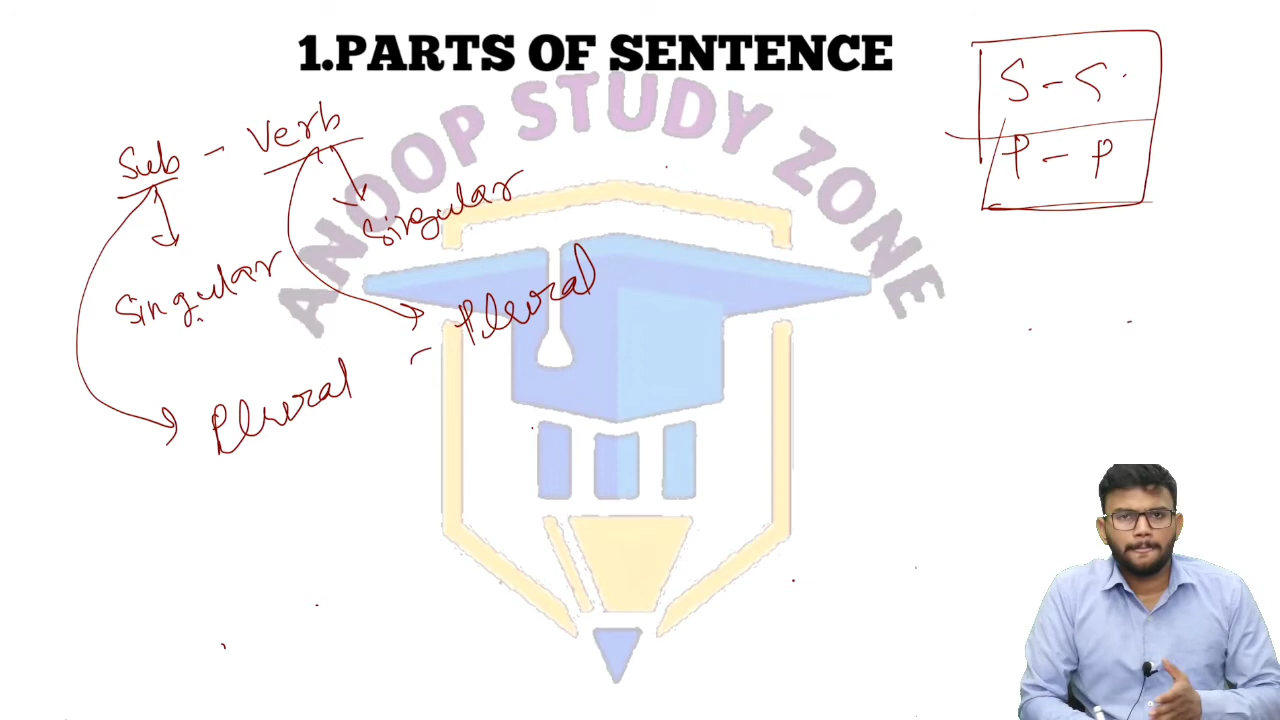 1.PARTS OF SENTENCE
ANOOP STUDY ZONE
Sub - Verb
S - S
P - P
Singular
Singular
Plural - Plural